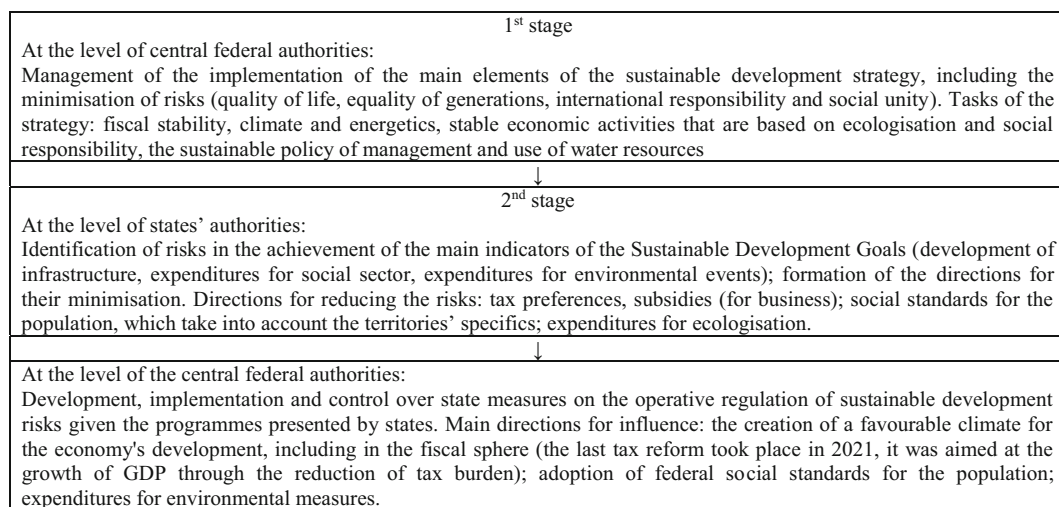 1st stage
At the level of central federal authorities:
Management of the implementation of the main elements of the sustainable development strategy, including the
minimisation of risks (quality of life, equality of generations, international responsibility and social unity). Tasks of the
strategy: fiscal stability, climate and energetics, stable economic activities that are based on ecologisation and social
responsibility, the sustainable policy of management and use of water resources
↓
2nd stage
At the level of states’ authorities:
Identification of risks in the achievement of the main indicators of the Sustainable Development Goals (development of
infrastructure, expenditures for social sector, expenditures for environmental events); formation of the directions for
their minimisation. Directions for reducing the risks: tax preferences, subsidies (for business); social standards for the
population, which take into account the territories’ specifics; expenditures for ecologisation.
↓
At the level of the central federal authorities:
Development, implementation and control over state measures on the operative regulation of sustainable development
risks given the programmes presented by states. Main directions for influence: the creation of a favourable climate for
the economy's development, including in the fiscal sphere (the last tax reform took place in 2021, it was aimed at the
growth of GDP through the reduction of tax burden); adoption of federal social standards for the population;
expenditures for environmental measures.